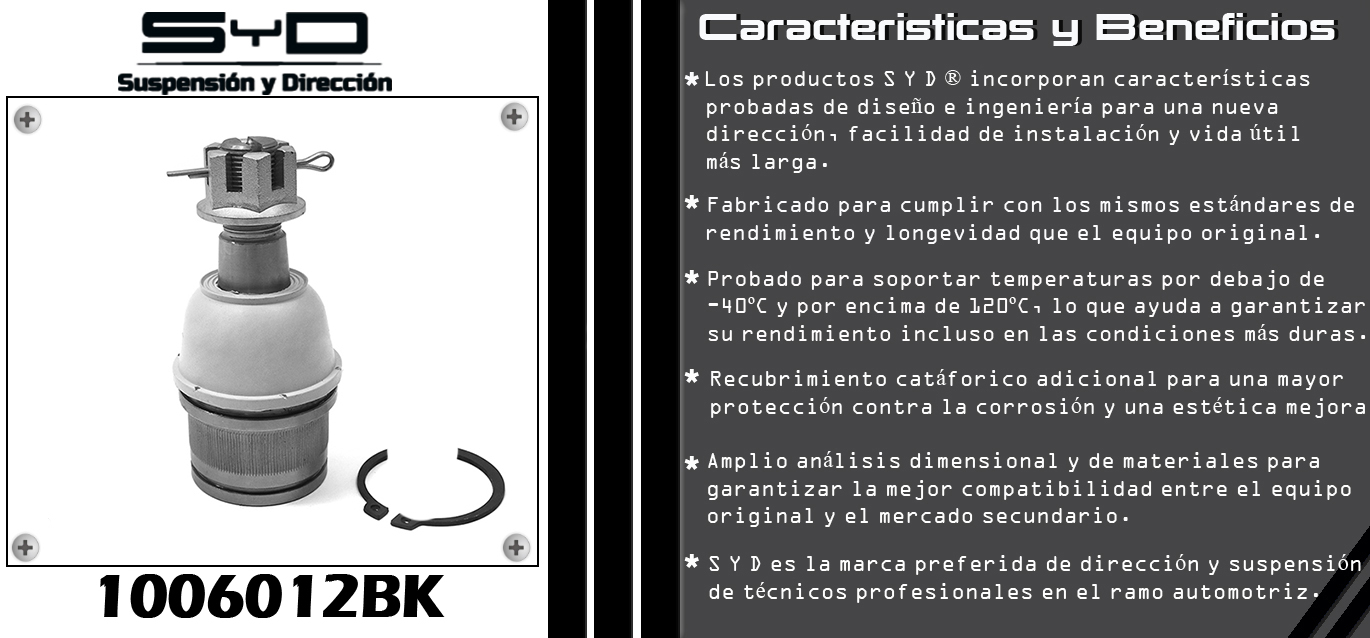 SYD
Suspensión y Dirección
1006012BK
Caracteristicas y Beneficios
* Los productos S Y D ® incorporan características
probadas de diseño e ingeniería para una nueva
dirección, facilidad de instalación y vida útil
más larga.
* Fabricado para cumplir con los mismos estándares de
rendimiento y longevidad que el equipo original.
* Probado para soportar temperaturas por debajo de
-40ºC y por encima de 120ºC, lo que ayuda a garantizar
su rendimiento incluso en las condiciones más duras.
* Recubrimiento catáforico adicional para una mayor
protección contra la corrosión y una estética mejora
* Amplio análisis dimensional y de materiales para
garantizar la mejor compatibilidad entre el equipo
original y el mercado secundario.
* S Y D es la marca preferida de dirección y suspensión
de técnicos profesionales en el ramo automotriz.